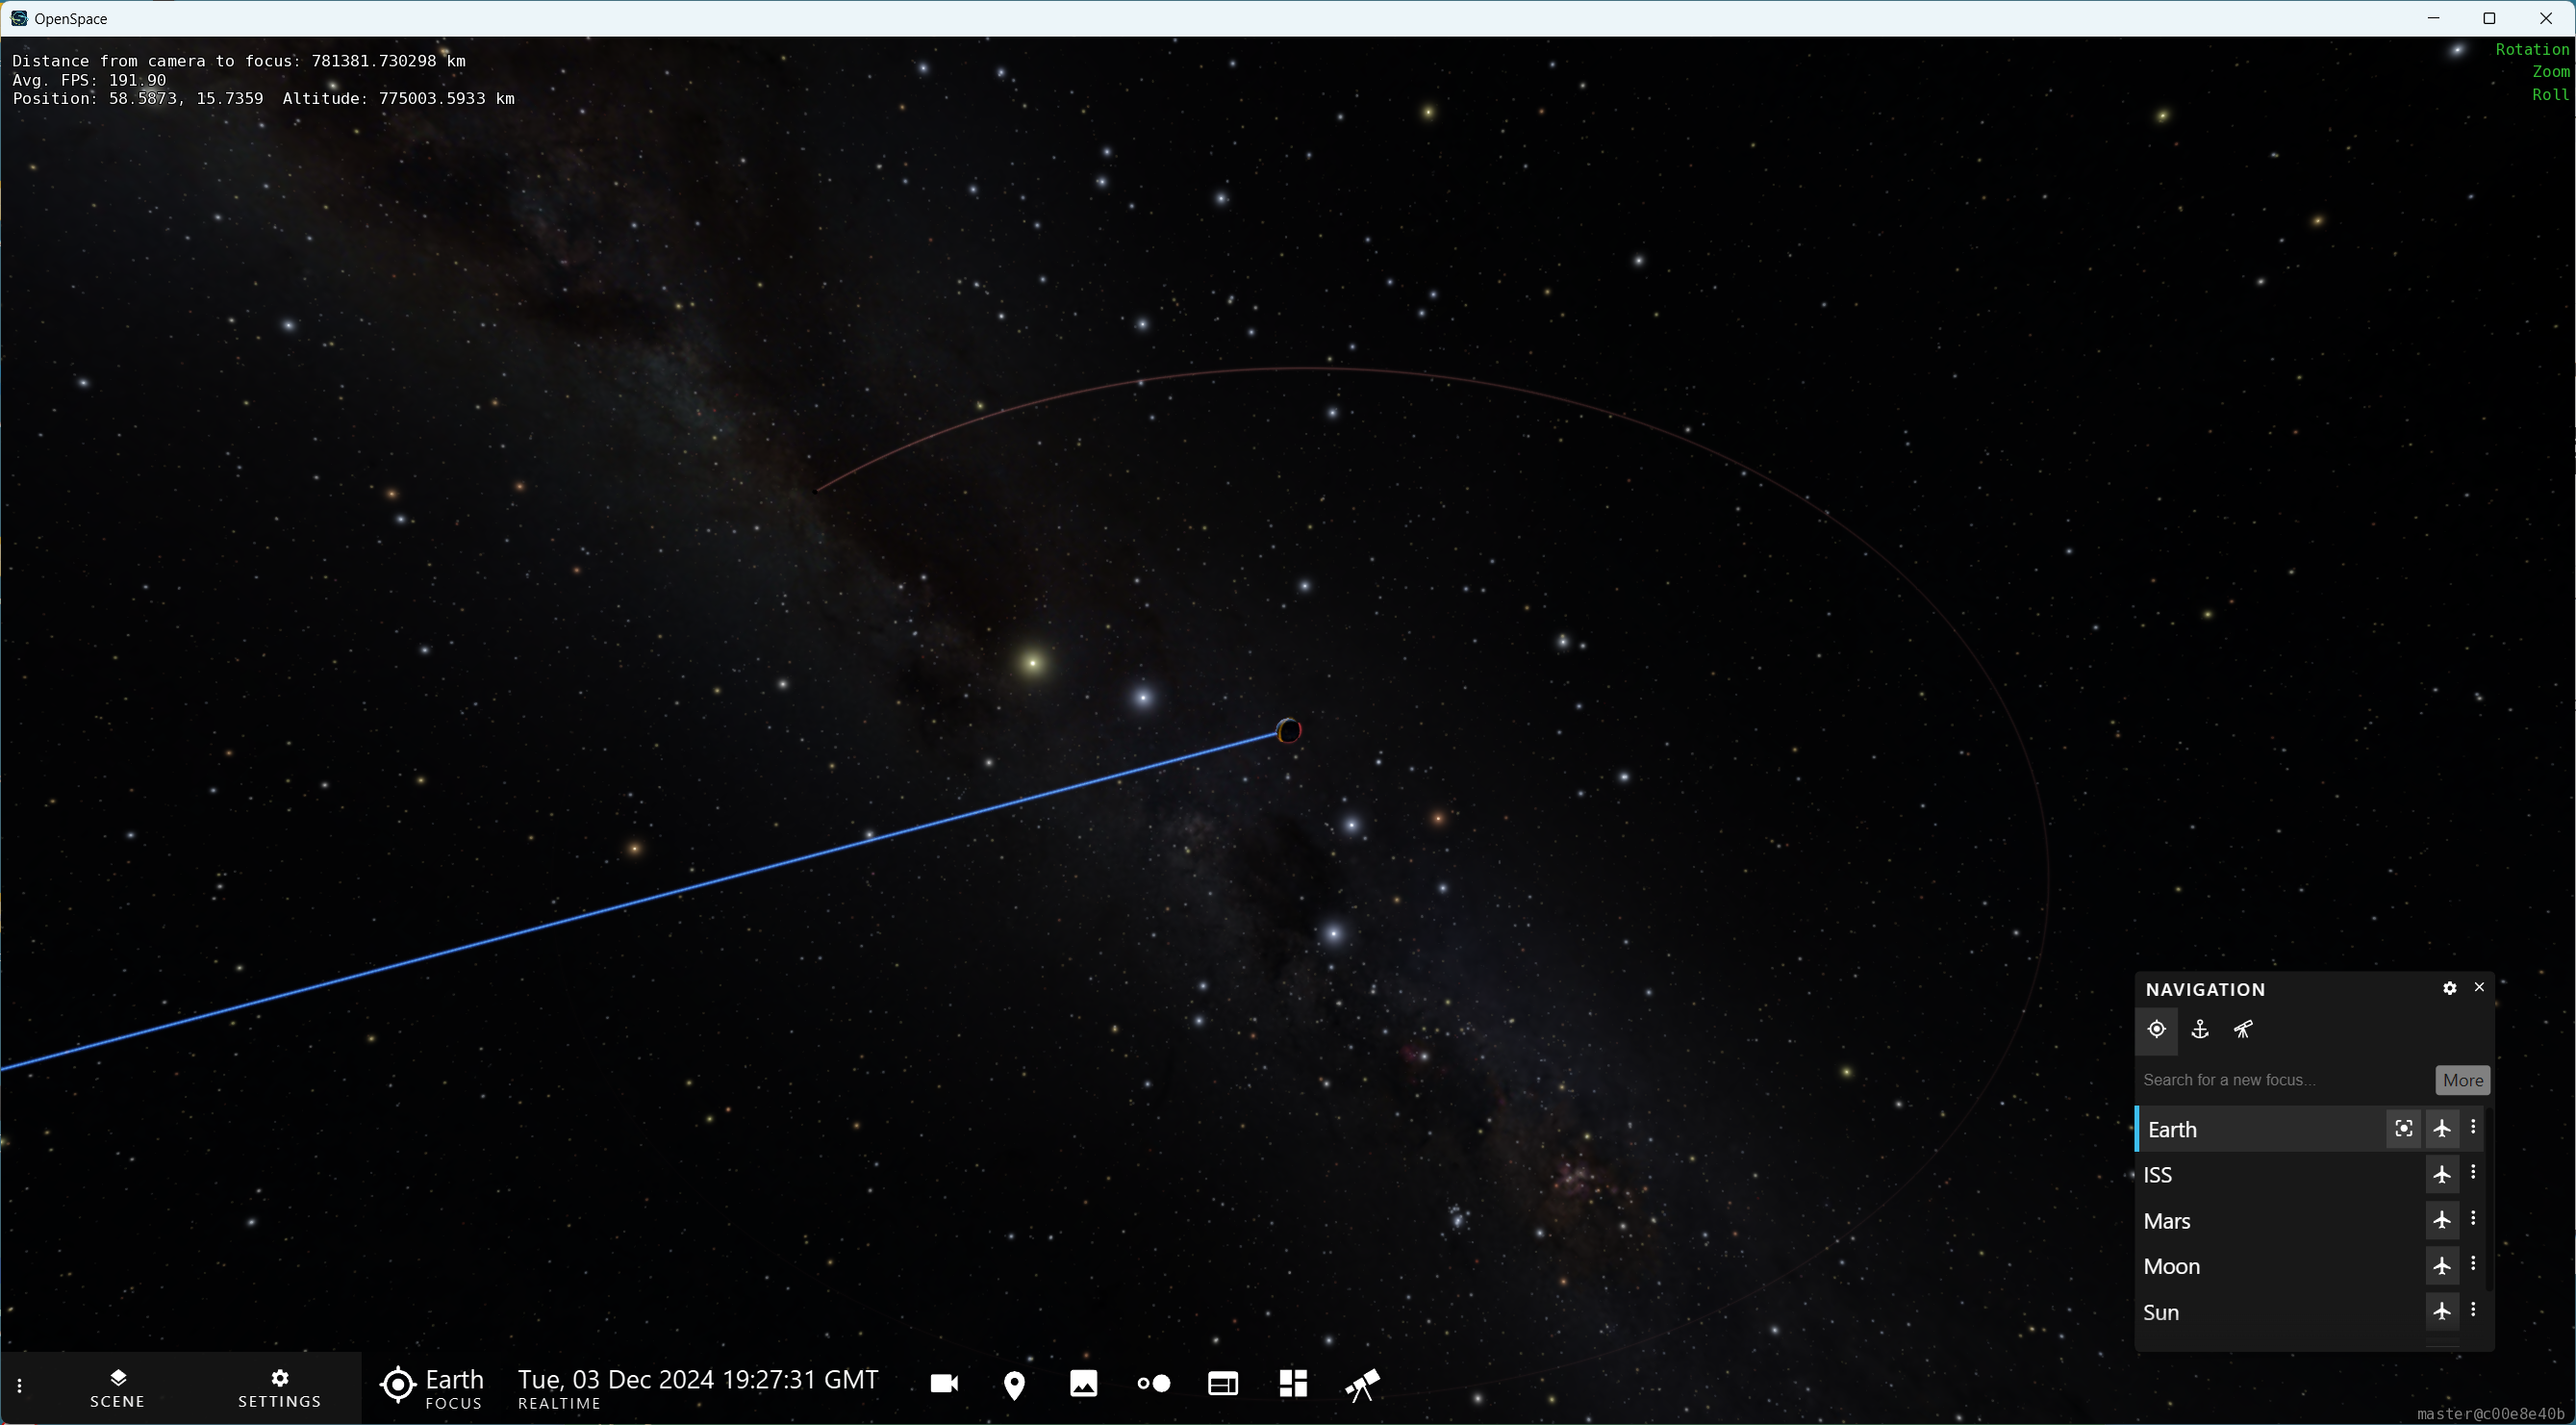 OpenSpace
Distance from camera to focus: 781381.730298 km
Avg. FPS: 191.90
Position: 58.5873, 15.7359  Altitude: 775003.5933 km
Rotation
Zoom
Roll
NAVIGATION
Search for a new focus...
More
Earth
ISS
Mars
Moon
Sun
SCENE
SETTINGS
Earth
FOCUS
Tue, 03 Dec 2024 19:27:31 GMT
REALTIME
master@c00e8e40b